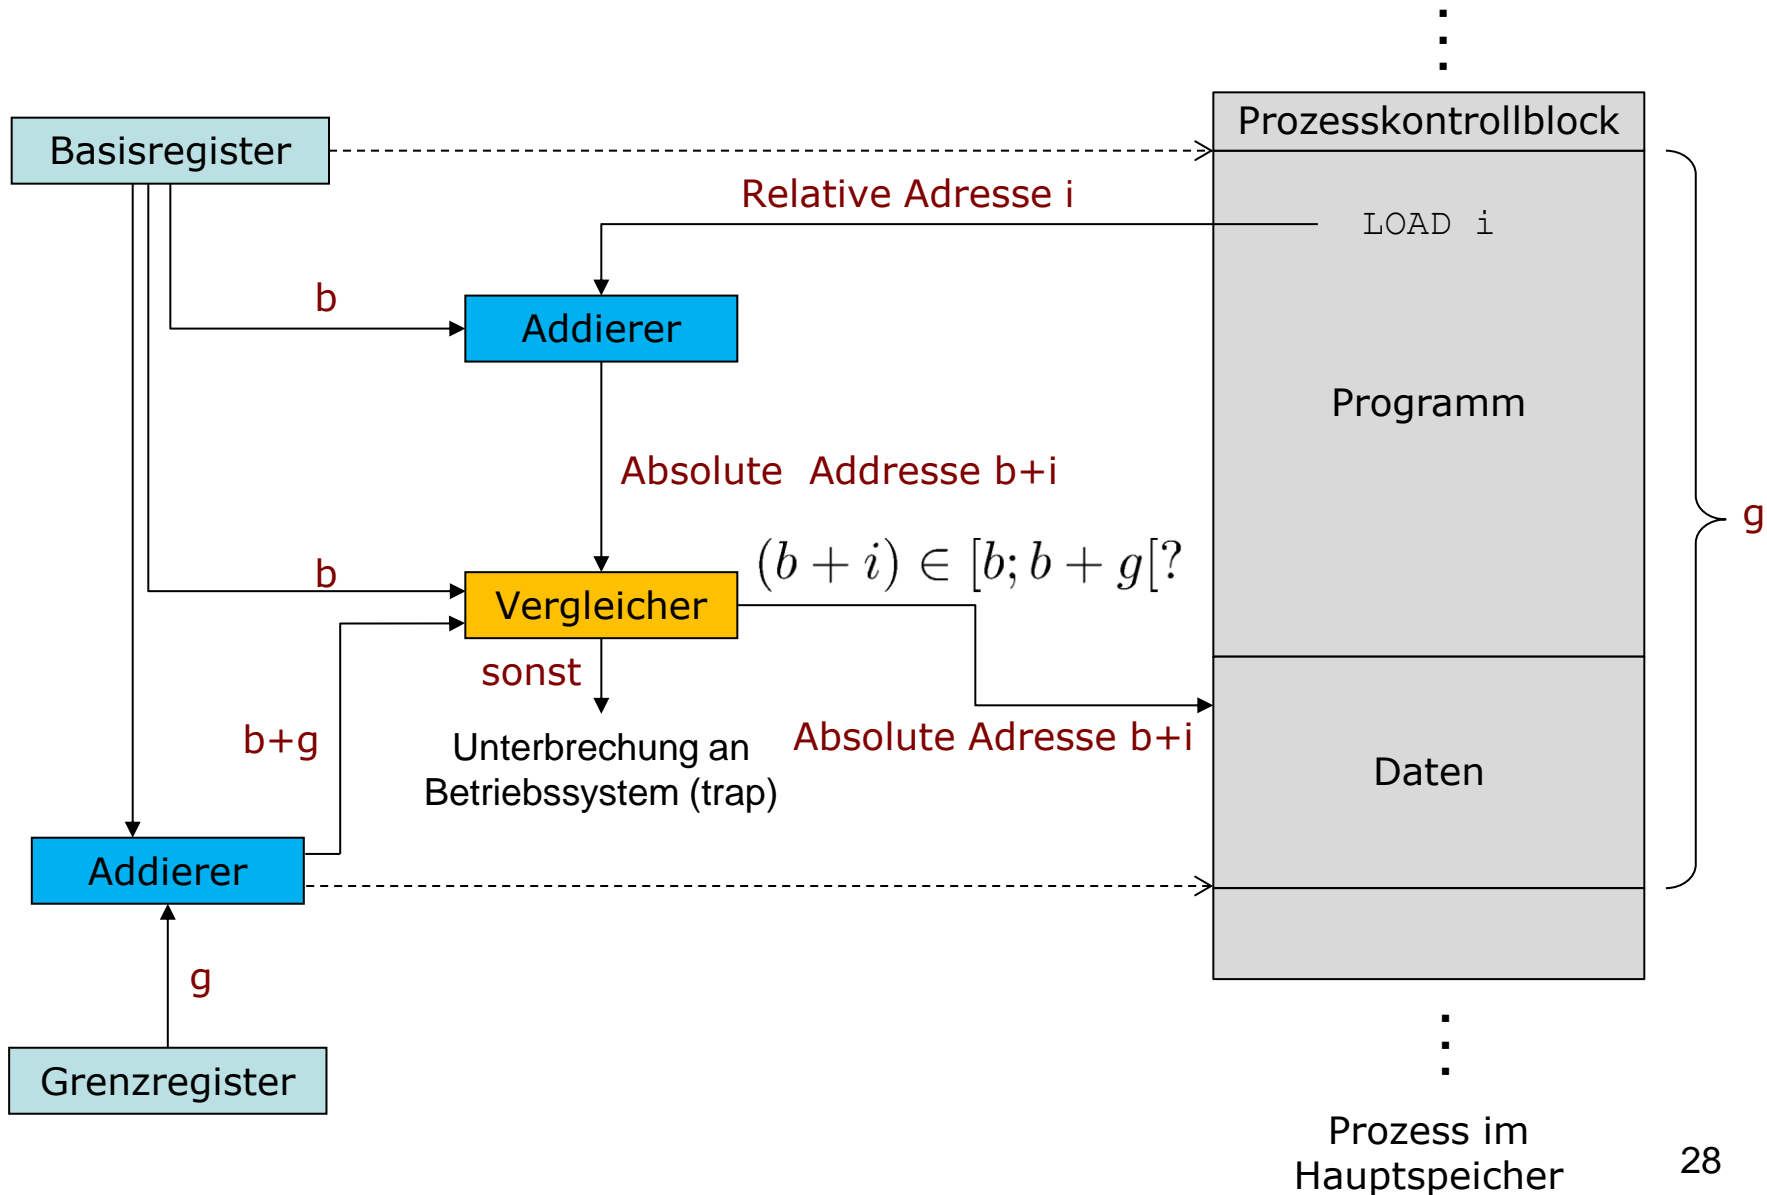 Prozesskontrollblock
Basisregister
Relative Adresse i
LOAD i
b
Addierer
Programm
Absolute Addresse b+i
g
(b + i) ∈ [b; b + g[?
b
Vergleicher
sonst
b+g
Unterbrechung an
Betriebssystem (trap)
Absolute Adresse b+i
Daten
Addierer
g
Grenzregister
Prozess im
Hauptspeicher
28